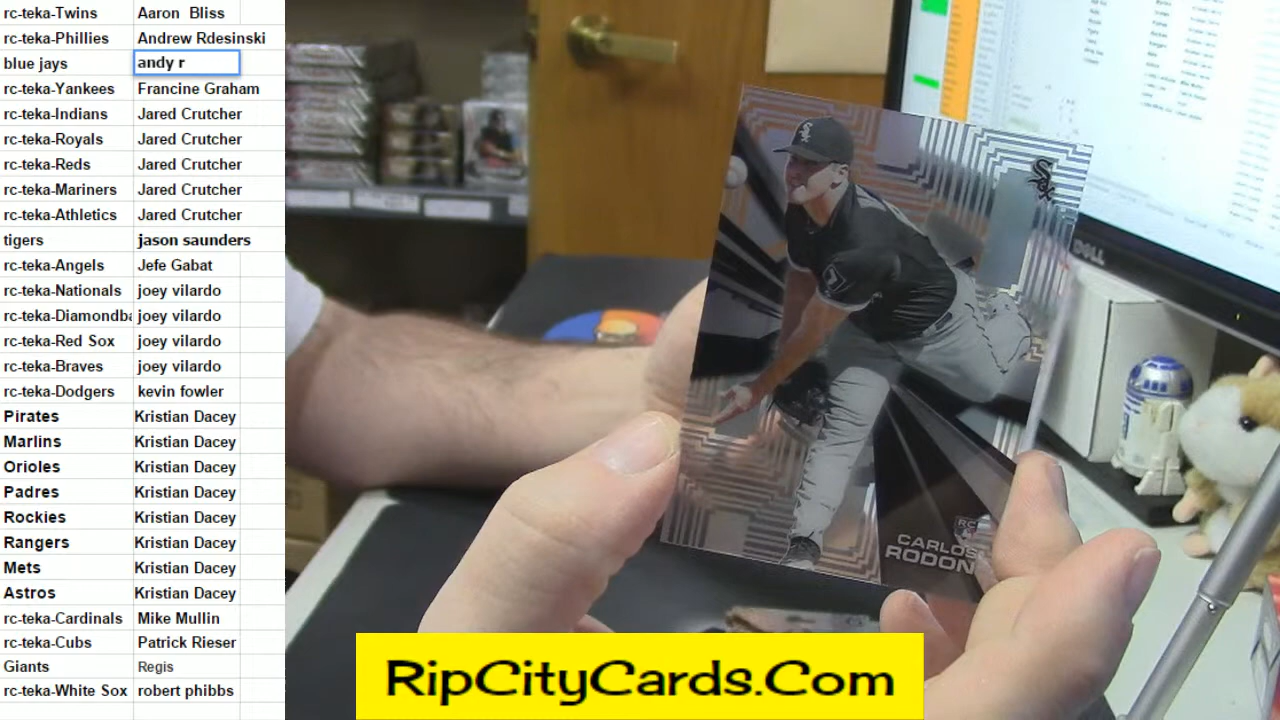 rc-teka-Twins Aaron Bliss
rc-teka-Phillies Andrew Rdesinski
blue jays andy r
rc-teka-Yankees Francine Graham
rc-teka-Indians Jared Crutcher
rc-teka-Royals Jared Crutcher
rc-teka-Reds Jared Crutcher
rc-teka-Mariners Jared Crutcher
rc-teka-Athletics Jared Crutcher
tigers jason saunders
rc-teka-Angels Jefe Gabat
rc-teka-Nationals joey vilardo
rc-teka-Diamondba joey vilardo
rc-teka-Red Sox joey vilardo
rc-teka-Braves joey vilardo
rc-teka-Dodgers kevin fowler
Pirates Kristian Dacey
Marlins Kristian Dacey
Orioles Kristian Dacey
Padres Kristian Dacey
Rockies Kristian Dacey
Rangers Kristian Dacey
Mets Kristian Dacey
Astros Kristian Dacey
rc-teka-Cardinals Mike Mullin
rc-teka-Cubs Patrick Rieser
Giants Regis
rc-teka-White Sox robert phibbs
Sox
DELL
RC
CARLOS
RODON
RipCityCards.Com